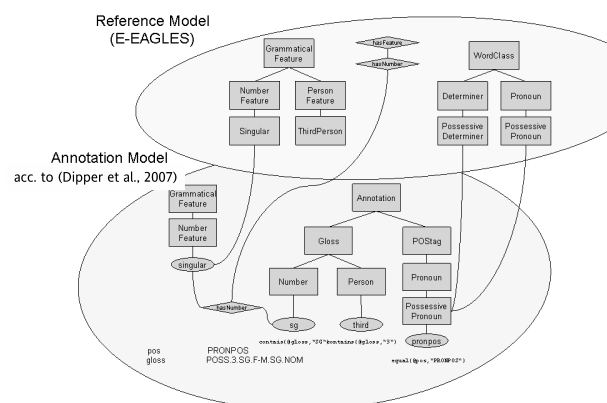 Reference Model
(E-EAGLES)
hasFeature
hasNumber
Grammatical
Feature
WordClass
Number
Feature
Person
Feature
Determiner
Pronoun
Singular
ThirdPerson
Possessive
Determiner
Possessive
Pronoun
Annotation Model
acc. to (Dipper et al., 2007)
Grammatical
Feature
Number
Feature
singular
hasNumber
Annotation
Gloss
POStag
Number
Person
Pronoun
Possessive
Pronoun
sg
third
pronpos
contains(@gloss,"SG"contains(@gloss,"3")
equal(@pos,"PRONPOS")
pos PRONPOS
gloss POSS.3.SG.F-M.SG.NOM